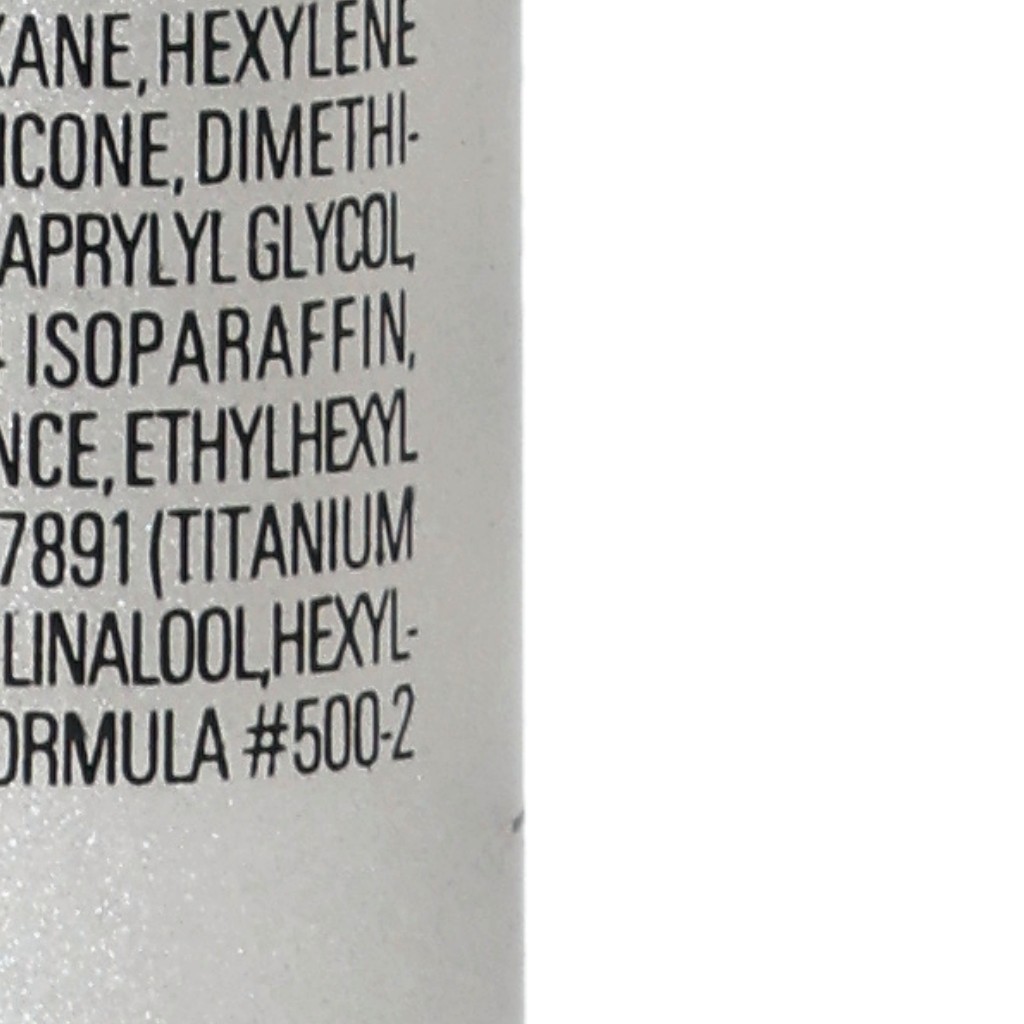 XANE, HEXYLENE
ICONE, DIMETHI-
APRYLYL GLYCOL,
- ISOPARAFFIN,
NCE, ETHYLHEXYL
7891 (TITANIUM
LINALOOL, HEXYL-
ORMULA #500-2